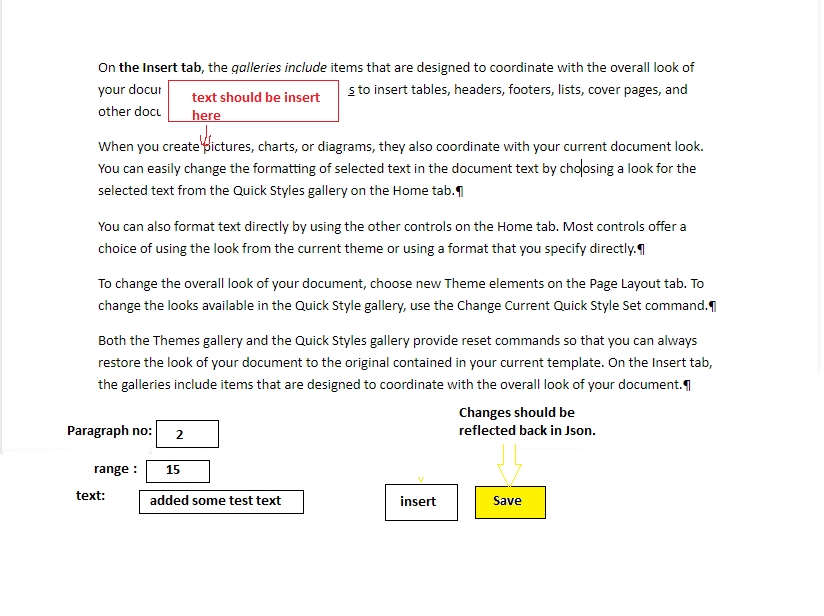 On the Insert tab, the galleries include items that are designed to coordinate with the overall look of
your docu s to insert tables, headers, footers, lists, cover pages, and
other docu
text should be insert
here
When you create pictures, charts, or diagrams, they also coordinate with your current document look.
You can easily change the formatting of selected text in the document text by choosing a look for the
selected text from the Quick Styles gallery on the Home tab.¶
You can also format text directly by using the other controls on the Home tab. Most controls offer a
choice of using the look from the current theme or using a format that you specify directly.¶
To change the overall look of your document, choose new Theme elements on the Page Layout tab. To
change the looks available in the Quick Style gallery, use the Change Current Quick Style Set command.¶
Both the Themes gallery and the Quick Styles gallery provide reset commands so that you can always
restore the look of your document to the original contained in your current template. On the Insert tab,
the galleries include items that are designed to coordinate with the overall look of your document.¶
Changes should be
reflected back in Json.
Paragraph no: 2
range : 15
text: added some test text
insert
Save